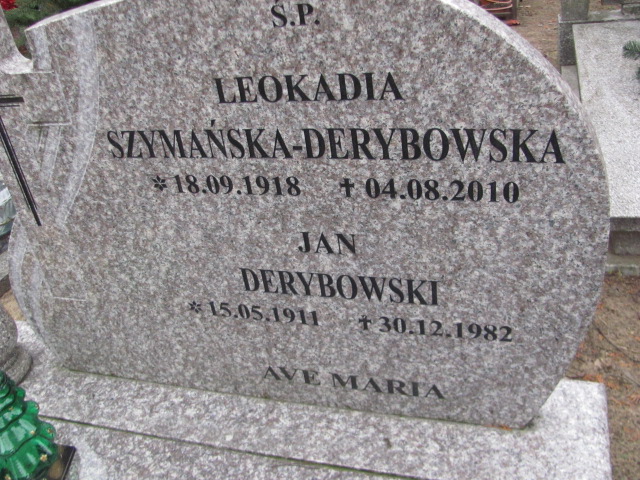 Ś.P.
LEOKADIA
SZYMAŃSKA-DERYBOWSKA
*18.09.1918 ✝04.08.2010
JAN
DERYBOWSKI
*15.05.1911 ✝30.12.1982
AVE MARIA